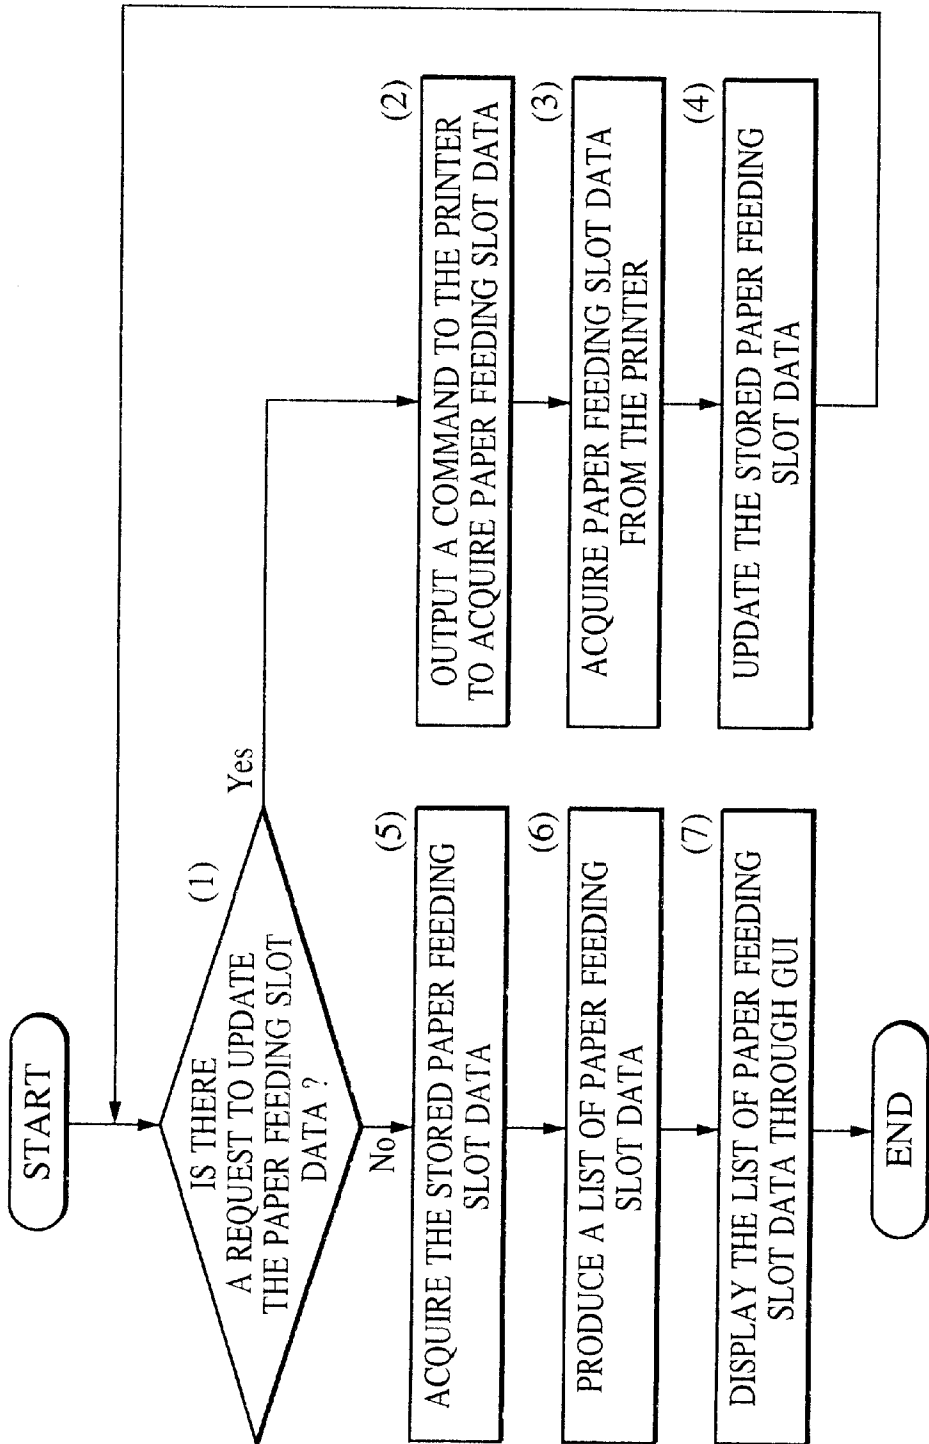 START
(1)
IS THERE
A REQUEST TO UPDATE
THE PAPER FEEDING SLOT
DATA ?
Yes
No
(2)
OUTPUT A COMMAND TO THE PRINTER
TO ACQUIRE PAPER FEEDING SLOT DATA
(3)
ACQUIRE PAPER FEEDING SLOT DATA
FROM THE PRINTER
(4)
UPDATE THE STORED PAPER FEEDING
SLOT DATA
(5)
ACQUIRE THE STORED PAPER FEEDING
SLOT DATA
(6)
PRODUCE A LIST OF PAPER FEEDING
SLOT DATA
(7)
DISPLAY THE LIST OF PAPER FEEDING
SLOT DATA THROUGH GUI
END